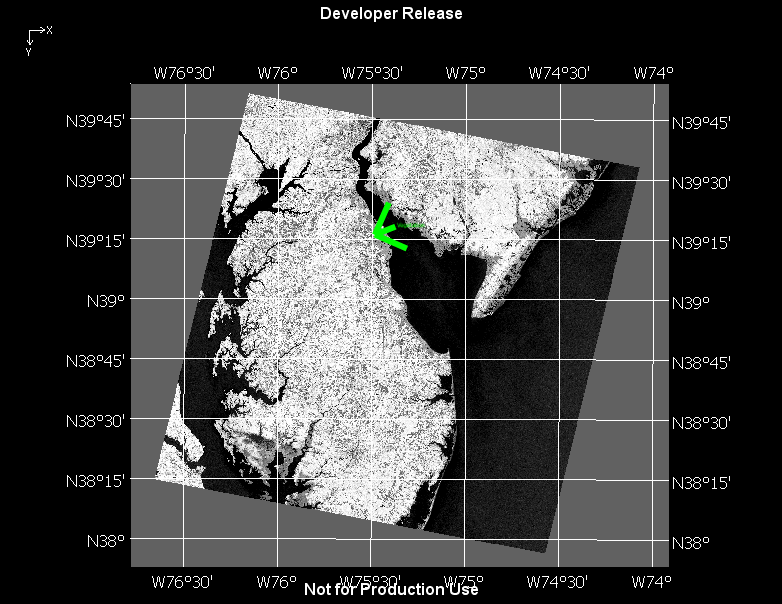 Developer Release
X
Y
W76°30' W76° W75°30' W75° W74°30' W74°
N39°45' N39°45'
N39°30' N39°30'
N39°15' N39°15'
N39° N39°
N38°45' N38°45'
N38°30' N38°30'
N38°15' N38°15'
N38° N38°
W76°30' W76° W75°30' W75° W74°30' W74°
Not for Production Use